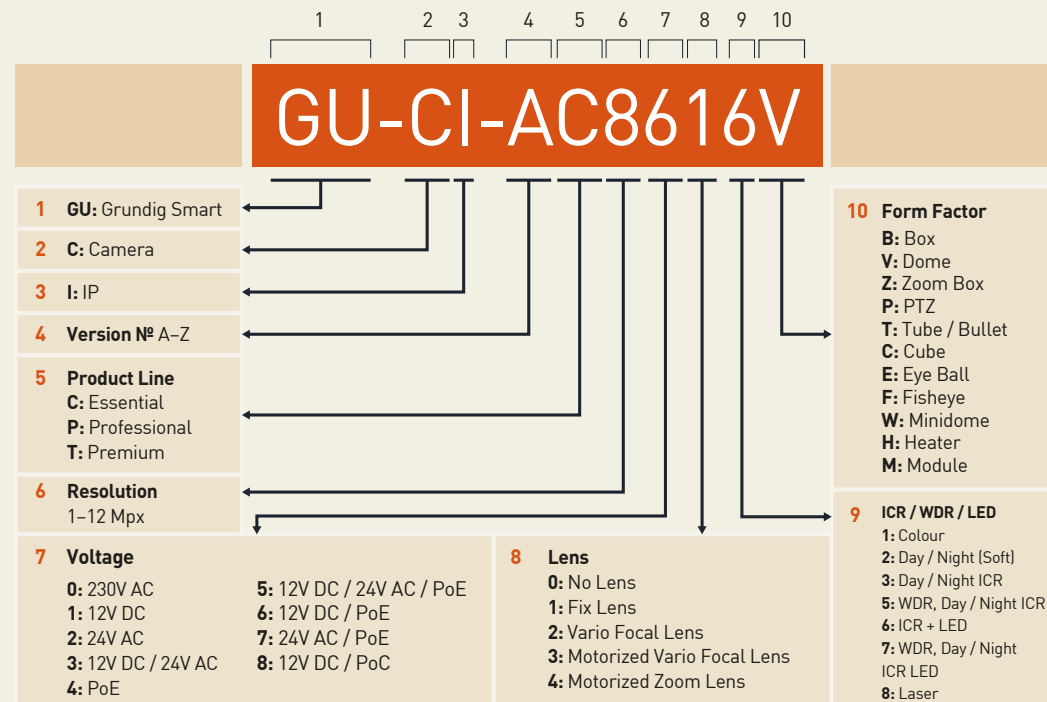 1 2 3 4 5 6 7 8 9 10
GU-CI-AC8616V
1 GU: Grundig Smart
2 C: Camera
3 I: IP
4 Version Nº A–Z
5 Product Line
C: Essential
P: Professional
T: Premium
6 Resolution
1–12 Mpx
7 Voltage
0: 230V AC
1: 12V DC
2: 24V AC
3: 12V DC / 24V AC
4: PoE
5: 12V DC / 24V AC / PoE
6: 12V DC / PoE
7: 24V AC / PoE
8: 12V DC / PoC
8 Lens
0: No Lens
1: Fix Lens
2: Vario Focal Lens
3: Motorized Vario Focal Lens
4: Motorized Zoom Lens
10 Form Factor
B: Box
V: Dome
Z: Zoom Box
P: PTZ
T: Tube / Bullet
C: Cube
E: Eye Ball
F: Fisheye
W: Minidome
H: Heater
M: Module
9 ICR / WDR / LED
1: Colour
2: Day / Night (Soft)
3: Day / Night ICR
5: WDR, Day / Night ICR
6: ICR + LED
7: WDR, Day / Night
ICR LED
8: Laser